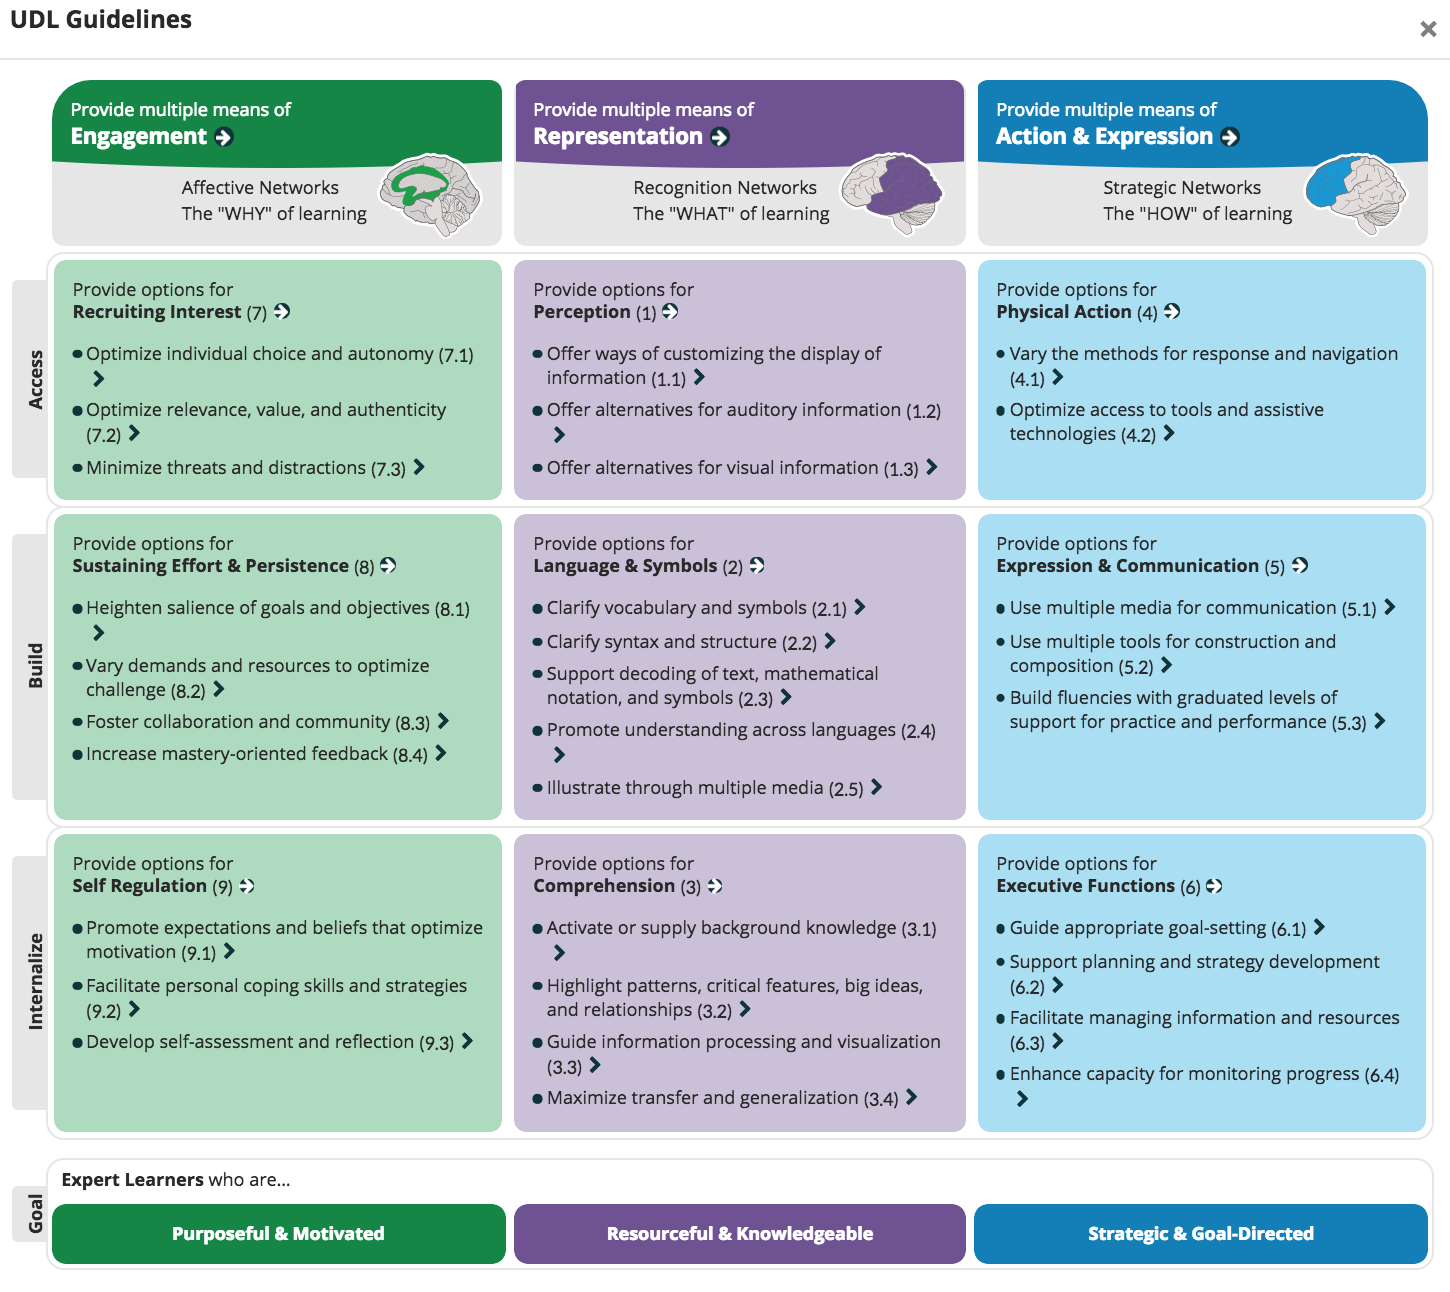 UDL Guidelines
Provide multiple means of
Engagement
Affective Networks
The "WHY" of learning
Provide multiple means of
Representation
Recognition Networks
The "WHAT" of learning
Provide multiple means of
Action & Expression
Strategic Networks
The "HOW" of learning
Access
Provide options for
Recruiting Interest (7)
Optimize individual choice and autonomy (7.1)
Optimize relevance, value, and authenticity
(7.2)
Minimize threats and distractions (7.3)
Provide options for
Perception (1)
Offer ways of customizing the display of
information (1.1)
Offer alternatives for auditory information (1.2)
Offer alternatives for visual information (1.3)
Provide options for
Physical Action (4)
Vary the methods for response and navigation
(4.1)
Optimize access to tools and assistive
technologies (4.2)
Build
Provide options for
Sustaining Effort & Persistence (8)
Heighten salience of goals and objectives (8.1)
Vary demands and resources to optimize
challenge (8.2)
Foster collaboration and community (8.3)
Increase mastery-oriented feedback (8.4)
Provide options for
Language & Symbols (2)
Clarify vocabulary and symbols (2.1)
Clarify syntax and structure (2.2)
Support decoding of text, mathematical
notation, and symbols (2.3)
Promote understanding across languages (2.4)
Illustrate through multiple media (2.5)
Provide options for
Expression & Communication (5)
Use multiple media for communication (5.1)
Use multiple tools for construction and
composition (5.2)
Build fluencies with graduated levels of
support for practice and performance (5.3)
Internalize
Provide options for
Self Regulation (9)
Promote expectations and beliefs that optimize
motivation (9.1)
Facilitate personal coping skills and strategies
(9.2)
Develop self-assessment and reflection (9.3)
Provide options for
Comprehension (3)
Activate or supply background knowledge (3.1)
Highlight patterns, critical features, big ideas,
and relationships (3.2)
Guide information processing and visualization
(3.3)
Maximize transfer and generalization (3.4)
Provide options for
Executive Functions (6)
Guide appropriate goal-setting (6.1)
Support planning and strategy development
(6.2)
Facilitate managing information and resources
(6.3)
Enhance capacity for monitoring progress (6.4)
Goal
Expert Learners who are...
Purposeful & Motivated
Resourceful & Knowledgeable
Strategic & Goal-Directed